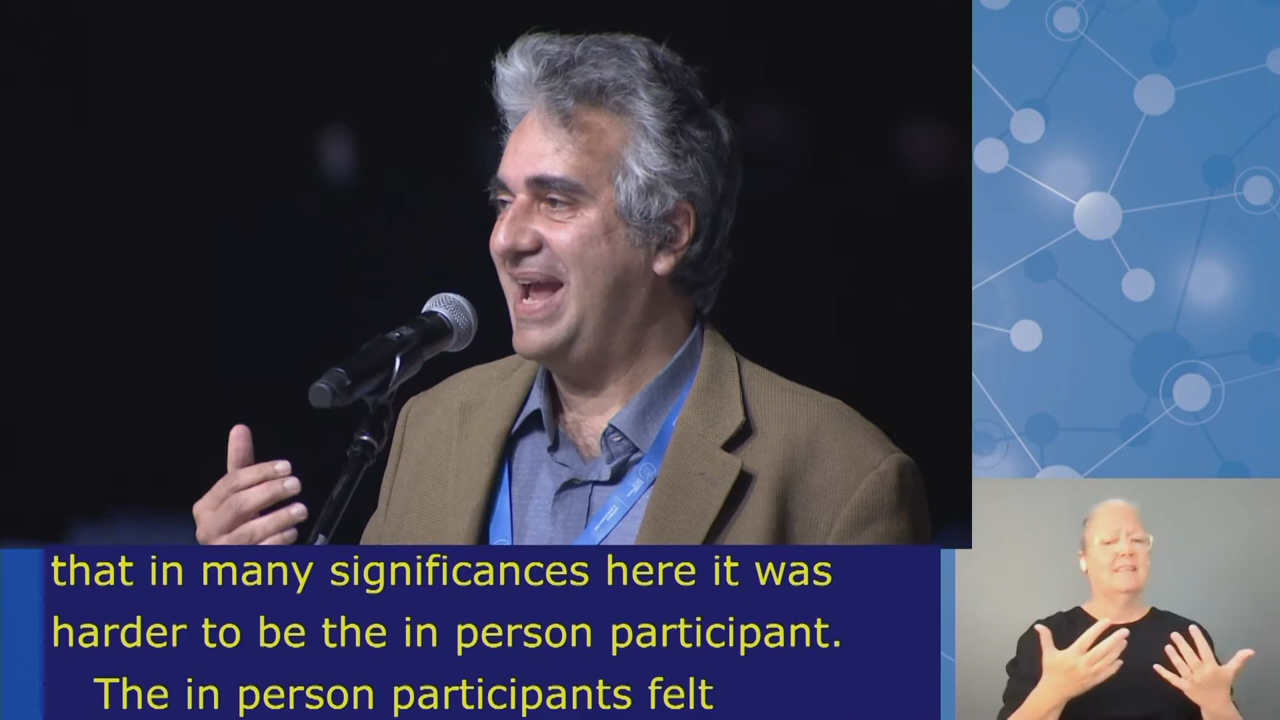 that in many significances here it was
harder to be the in person participant.
The in person participants felt